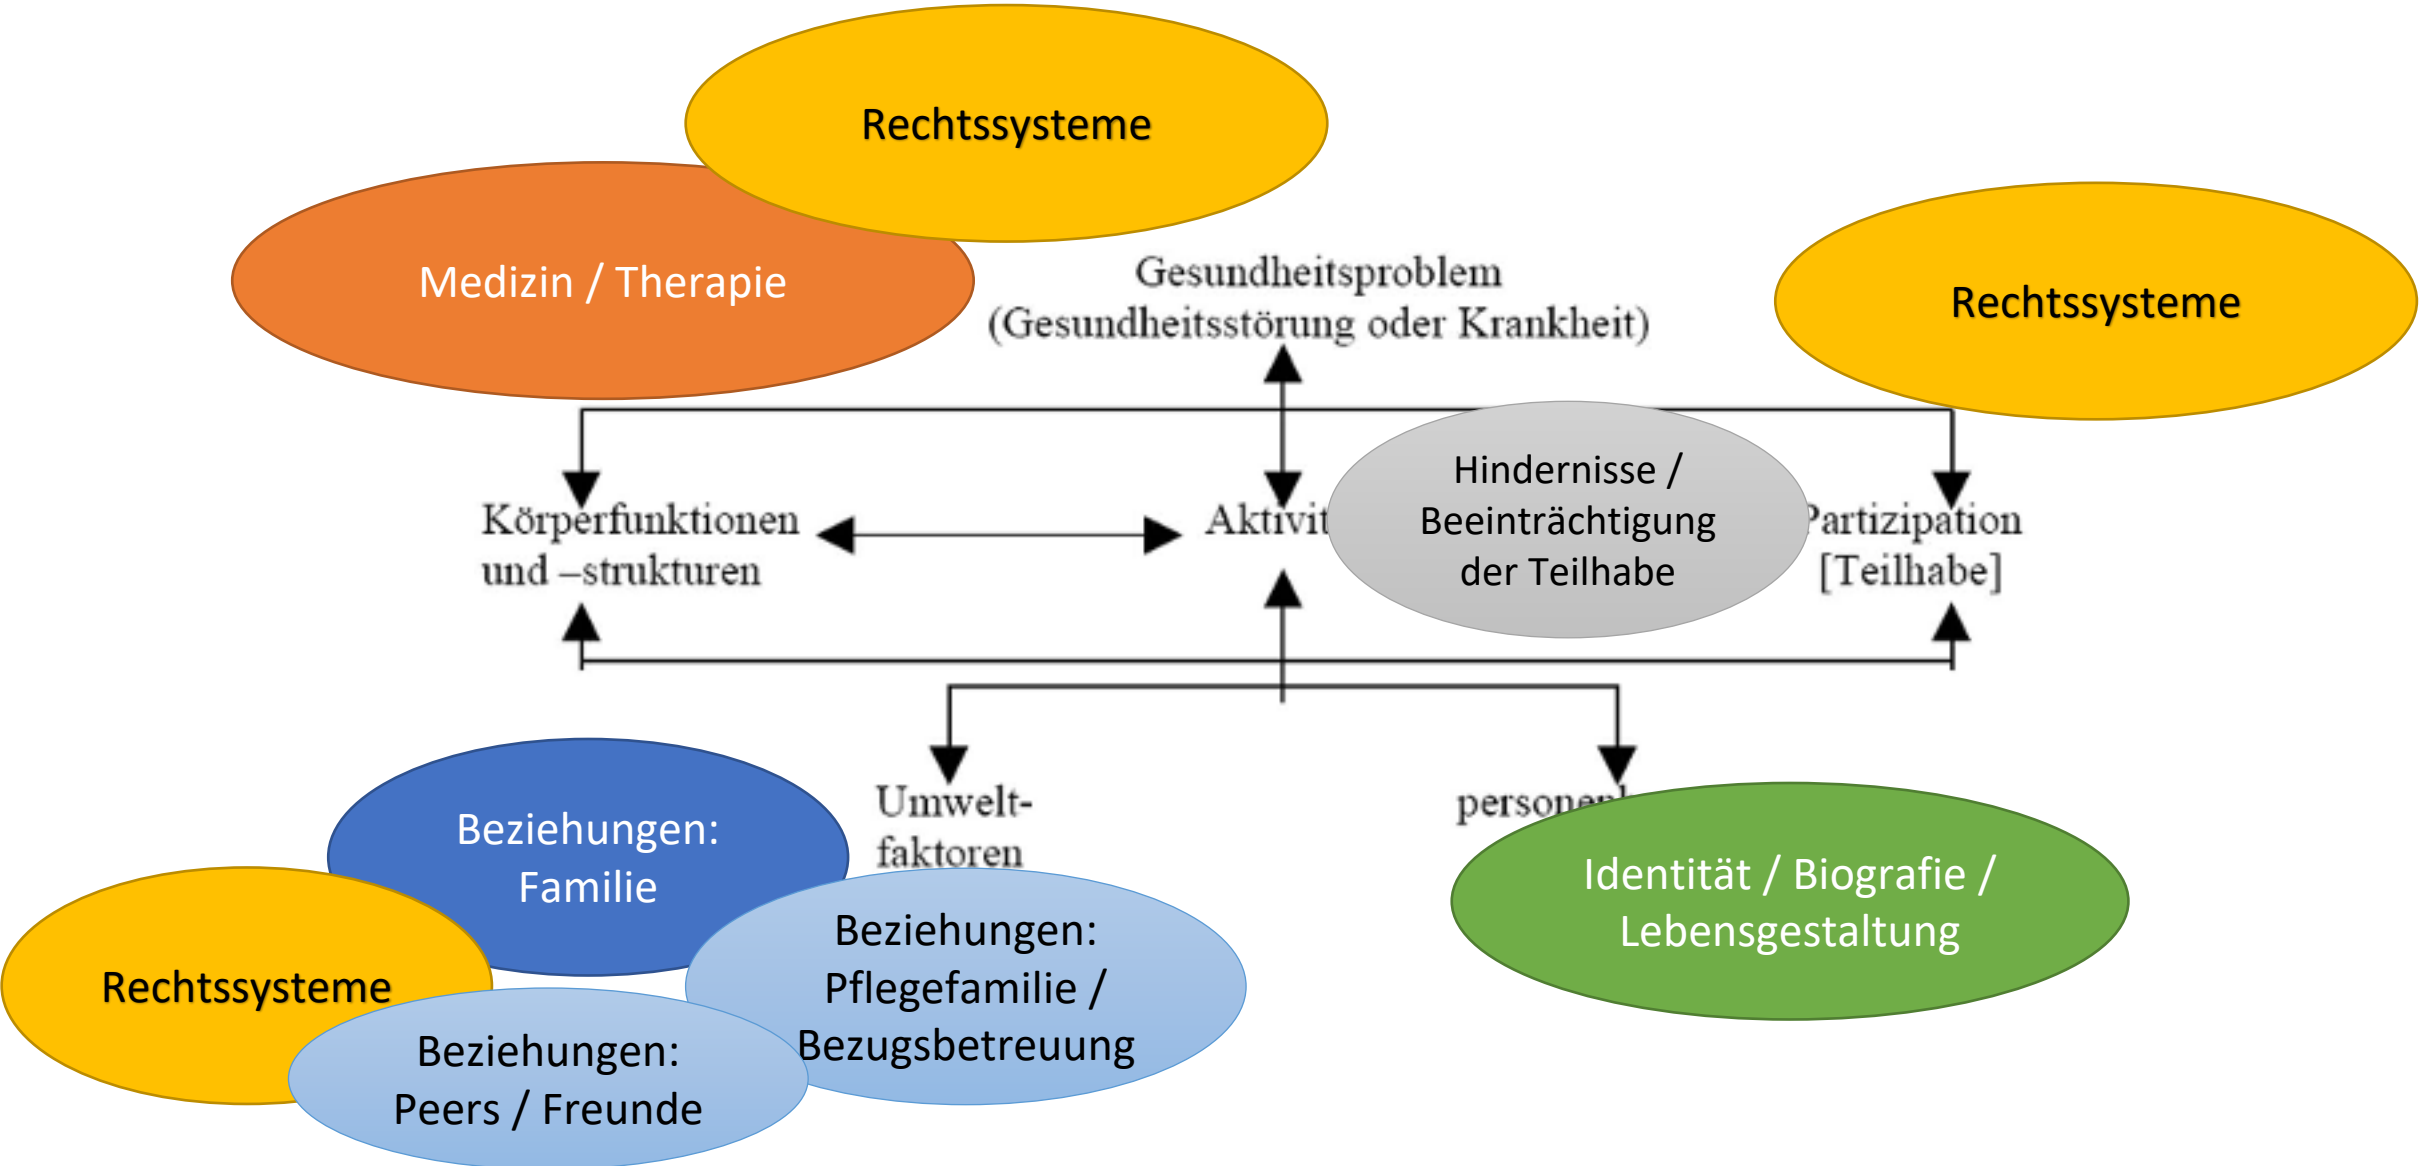 Rechtssysteme
Medizin / Therapie
Rechtssysteme
Gesundheitsproblem
(Gesundheitsstörung oder Krankheit)
Hindernisse /
Beeinträchtigung
der Teilhabe
Körperfunktionen
und –strukturen
Partizipation
[Teilhabe]
Umwelt-
faktoren
Beziehungen:
Familie
Identität / Biografie /
Lebensgestaltung
Beziehungen:
Pflegefamilie /
Bezugsbetreuung
Rechtssysteme
Beziehungen:
Peers / Freunde